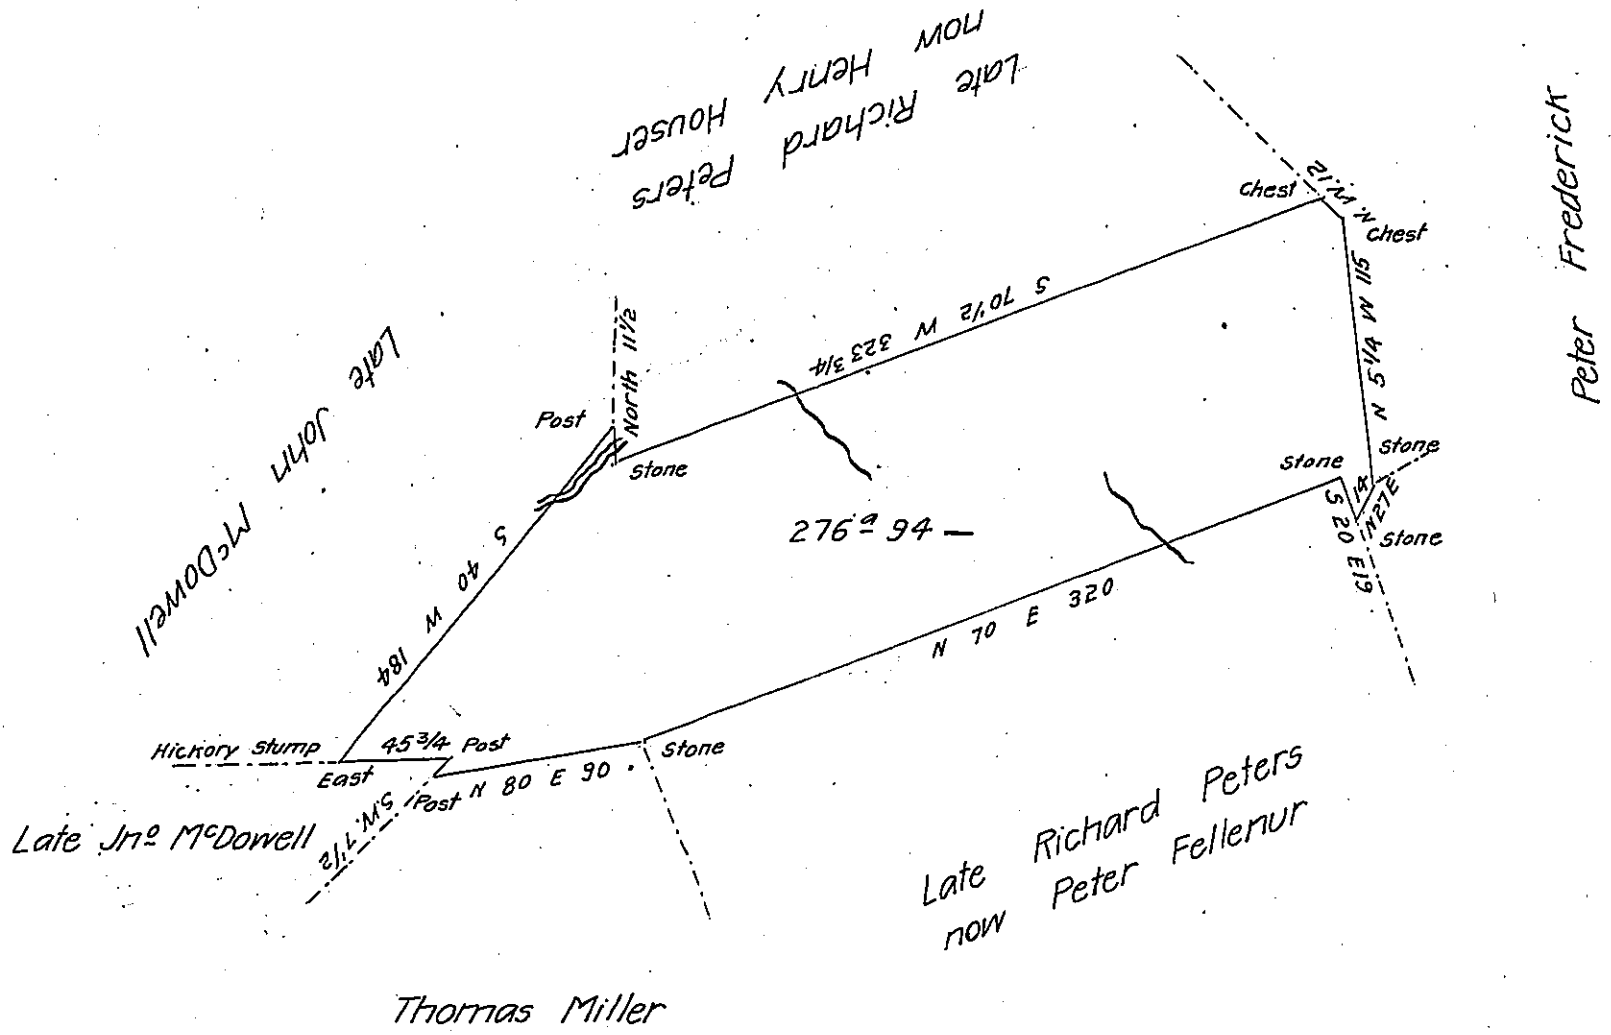 Late Richard Peters
now Henry Houser
Peter Frederick
Chest
N.W. 12
Chest
S 70 1/2 W 323 3/4
N 5 1/4 W 115
North 11 1/2
Post
Stone
Late John McDowell
Stone
Stone
14
N 27 E
S 20 E 19
Stone
276ª 94 —
S 40 W 184
N 70 E 320
Hickory Stump
45 3/4
Post
East
Stone
Post
N 80 E 90
S.W. 7 1/2
Late Jnº McDowell
Late Richard Peters
now Peter Fellenur
Thomas Miller